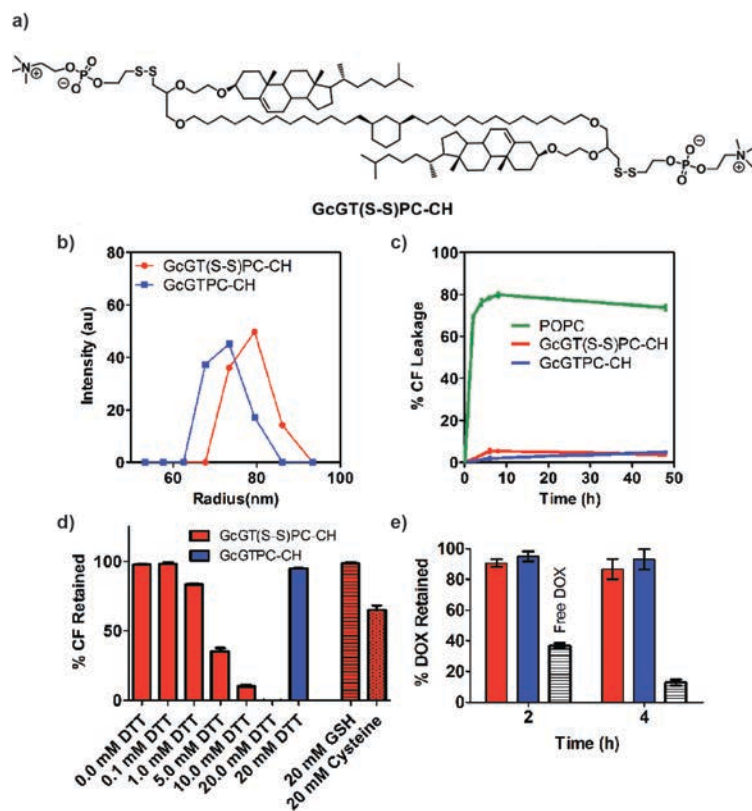 a)
N
⊕
O
P
O
O
O
⊖
S-S
O
O
O
O
O
O
O
S-S
O
P
O
O
O
⊖
N
⊕
GcGT(S-S)PC-CH
b)
80
60
40
20
0
Intensity (au)
GcGT(S-S)PC-CH
GcGTPC-CH
60
80
100
Radius(nm)
c)
100
80
60
40
20
0
% CF Leakage
POPC
GcGT(S-S)PC-CH
GcGTPC-CH
0
10
20
30
40
50
Time (h)
d)
GcGT(S-S)PC-CH
GcGTPC-CH
100
50
0
% CF Retained
0.0 mM DTT
0.1 mM DTT
1.0 mM DTT
5.0 mM DTT
10.0 mM DTT
20.0 mM DTT
20 mM DTT
20 mM GSH
20 mM Cysteine
e)
100
80
60
40
20
0
% DOX Retained
Free DOX
2
4
Time (h)